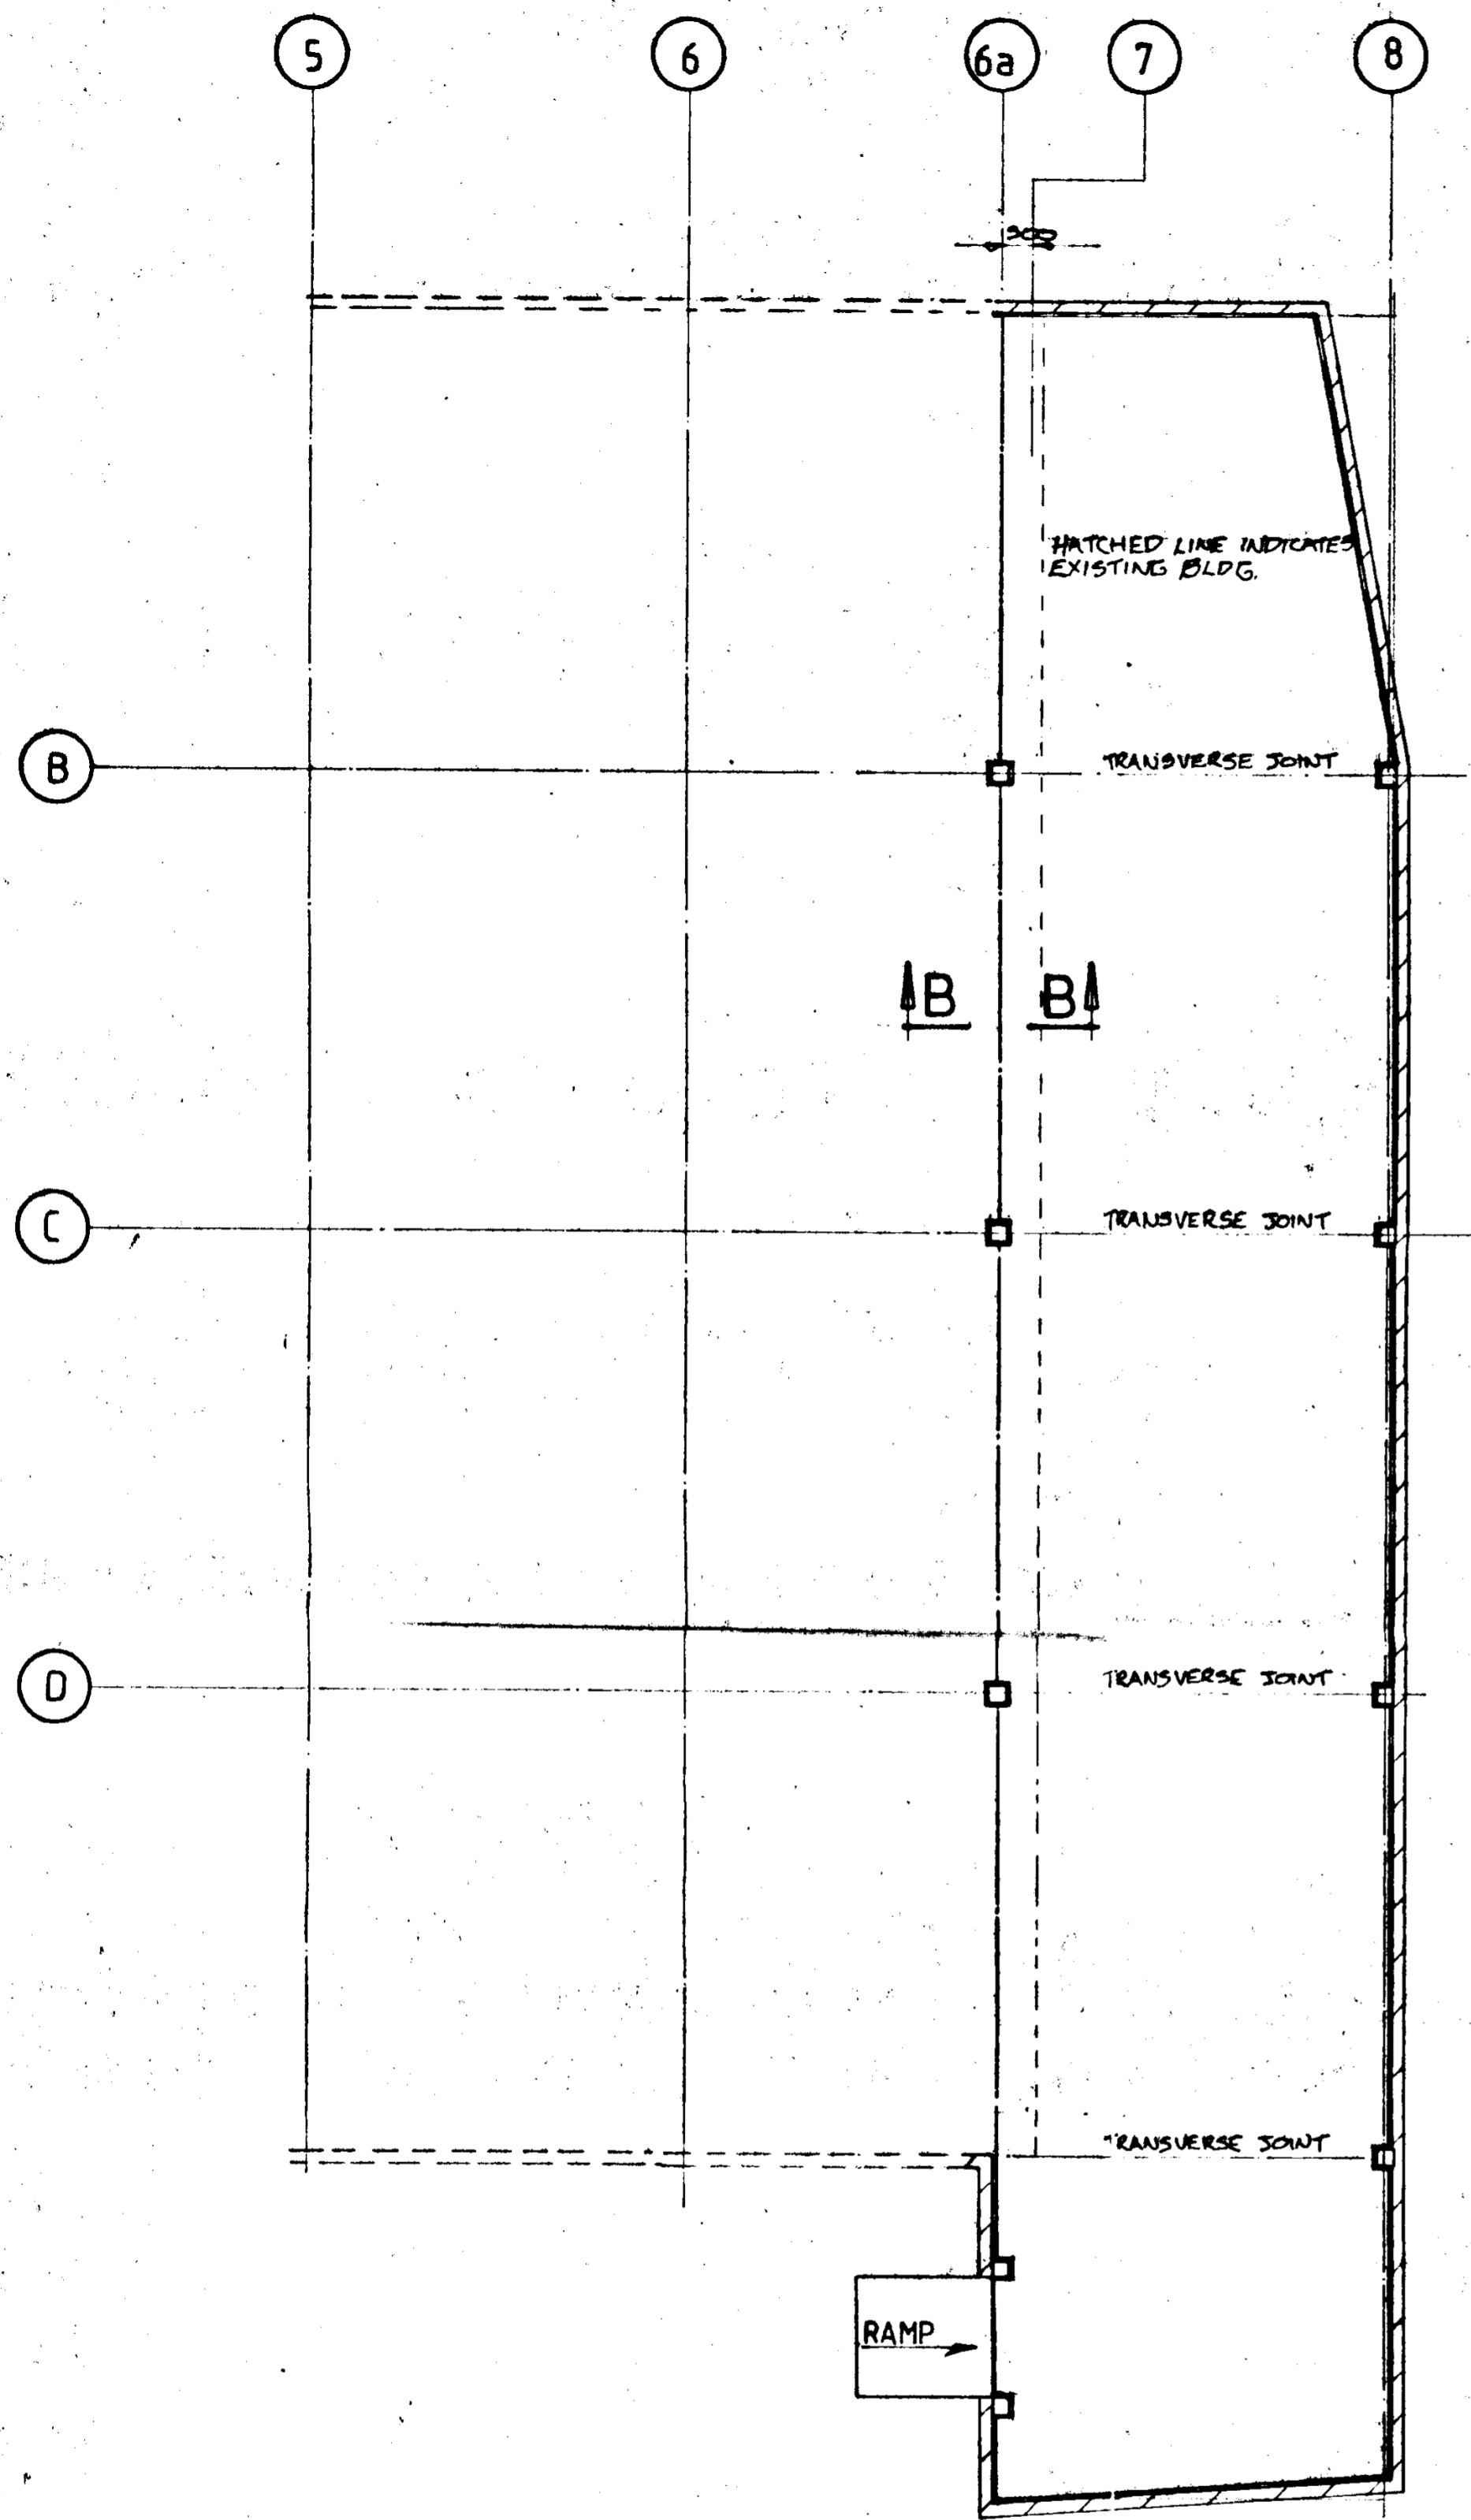 5
6
6a
7
8
900
HATCHED LINE INDICATES
EXISTING BLDG.
B
TRANSVERSE JOINT
B
B
C
TRANSVERSE JOINT
D
TRANSVERSE JOINT
TRANSVERSE JOINT
RAMP